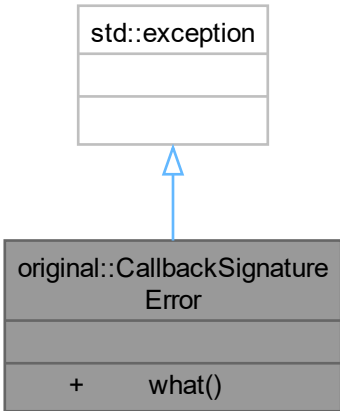 std::exception
original::CallbackSignature
Error
+ what()